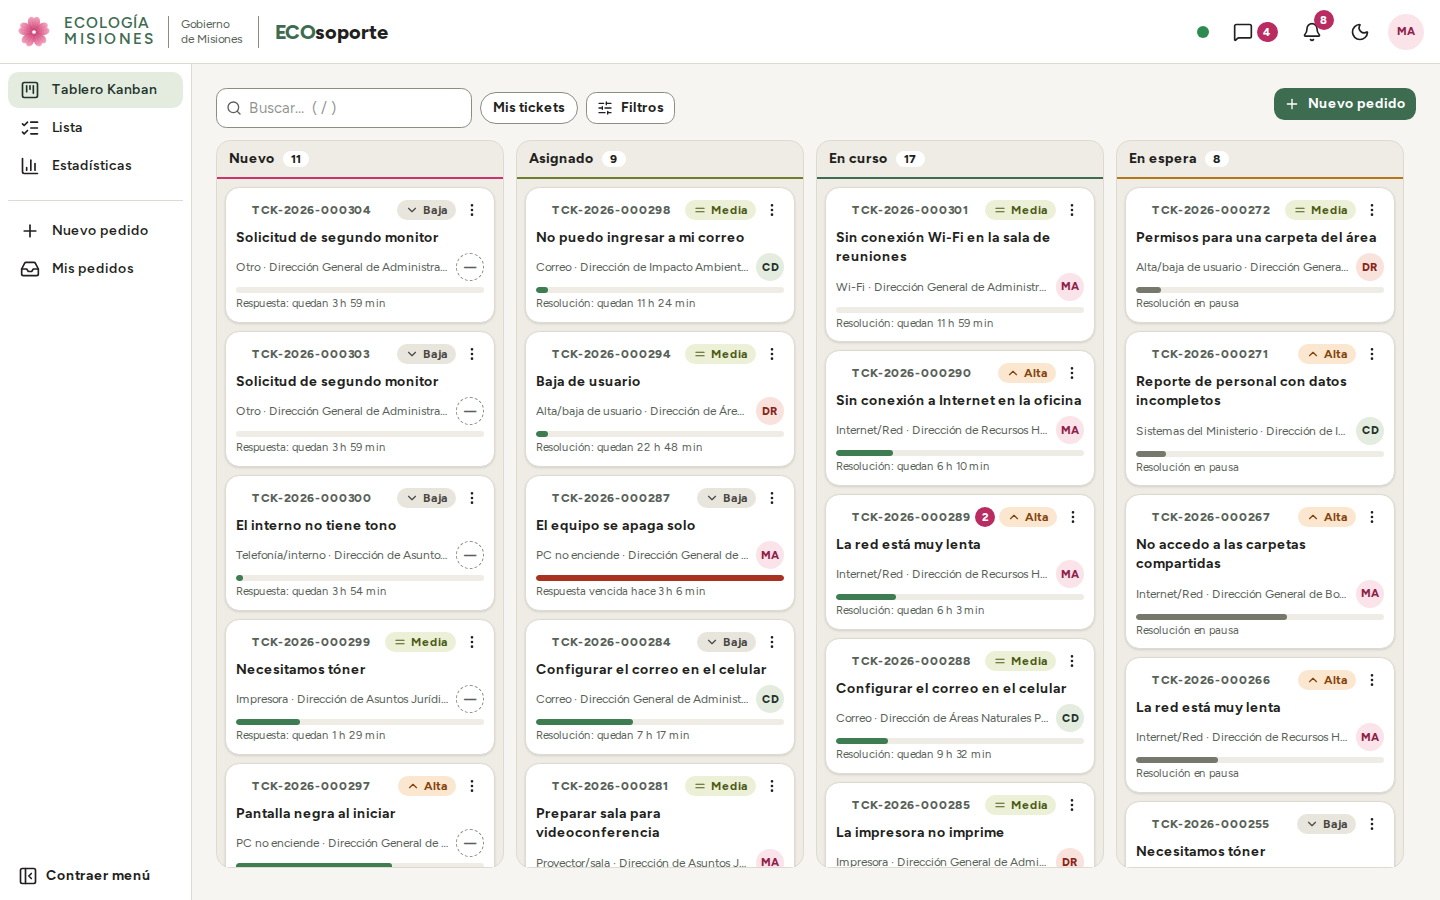 ECOLOGÍA
MISIONES
Gobierno
de Misiones
ECOsoporte
4
8
MA
Tablero Kanban
Lista
Estadísticas
Nuevo pedido
Mis pedidos
Contraer menú
Buscar... ( / )
Mis tickets
Filtros
Nuevo pedido
Nuevo 11
TCK-2026-000304 Baja
Solicitud de segundo monitor
Otro · Dirección General de Administra...
Respuesta: quedan 3 h 59 min
TCK-2026-000303 Baja
Solicitud de segundo monitor
Otro · Dirección General de Administra...
Respuesta: quedan 3 h 59 min
TCK-2026-000300 Baja
El interno no tiene tono
Telefonía/interno · Dirección de Asunto...
Respuesta: quedan 3 h 54 min
TCK-2026-000299 Media
Necesitamos tóner
Impresora · Dirección de Asuntos Jurídi...
Respuesta: quedan 1 h 29 min
TCK-2026-000297 Alta
Pantalla negra al iniciar
PC no enciende · Dirección General de ...
Asignado 9
TCK-2026-000298 Media
No puedo ingresar a mi correo
Correo · Dirección de Impacto Ambient... CD
Resolución: quedan 11 h 24 min
TCK-2026-000294 Media
Baja de usuario
Alta/baja de usuario · Dirección de Áre... DR
Resolución: quedan 22 h 48 min
TCK-2026-000287 Baja
El equipo se apaga solo
PC no enciende · Dirección General de ... MA
Respuesta vencida hace 3 h 6 min
TCK-2026-000284 Baja
Configurar el correo en el celular
Correo · Dirección General de Administ... CD
Resolución: quedan 7 h 17 min
TCK-2026-000281 Media
Preparar sala para
videoconferencia
Proyector/sala · Dirección de Asuntos J... MA
En curso 17
TCK-2026-000301 Media
Sin conexión Wi-Fi en la sala de
reuniones
Wi-Fi · Dirección General de Administr... MA
Resolución: quedan 11 h 59 min
TCK-2026-000290 Alta
Sin conexión a Internet en la oficina
Internet/Red · Dirección de Recursos H... MA
Resolución: quedan 6 h 10 min
TCK-2026-000289 2 Alta
La red está muy lenta
Internet/Red · Dirección de Recursos H... MA
Resolución: quedan 6 h 3 min
TCK-2026-000288 Media
Configurar el correo en el celular
Correo · Dirección de Áreas Naturales P... CD
Resolución: quedan 9 h 32 min
TCK-2026-000285 Media
La impresora no imprime
Impresora · Dirección General de Admi... DR
En espera 8
TCK-2026-000272 Media
Permisos para una carpeta del área
Alta/baja de usuario · Dirección Genera... DR
Resolución en pausa
TCK-2026-000271 Alta
Reporte de personal con datos
incompletos
Sistemas del Ministerio · Dirección de I... CD
Resolución en pausa
TCK-2026-000267 Alta
No accedo a las carpetas
compartidas
Internet/Red · Dirección General de Bo... MA
Resolución en pausa
TCK-2026-000266 Alta
La red está muy lenta
Internet/Red · Dirección de Recursos H... MA
Resolución en pausa
TCK-2026-000255 Baja
Necesitamos tóner